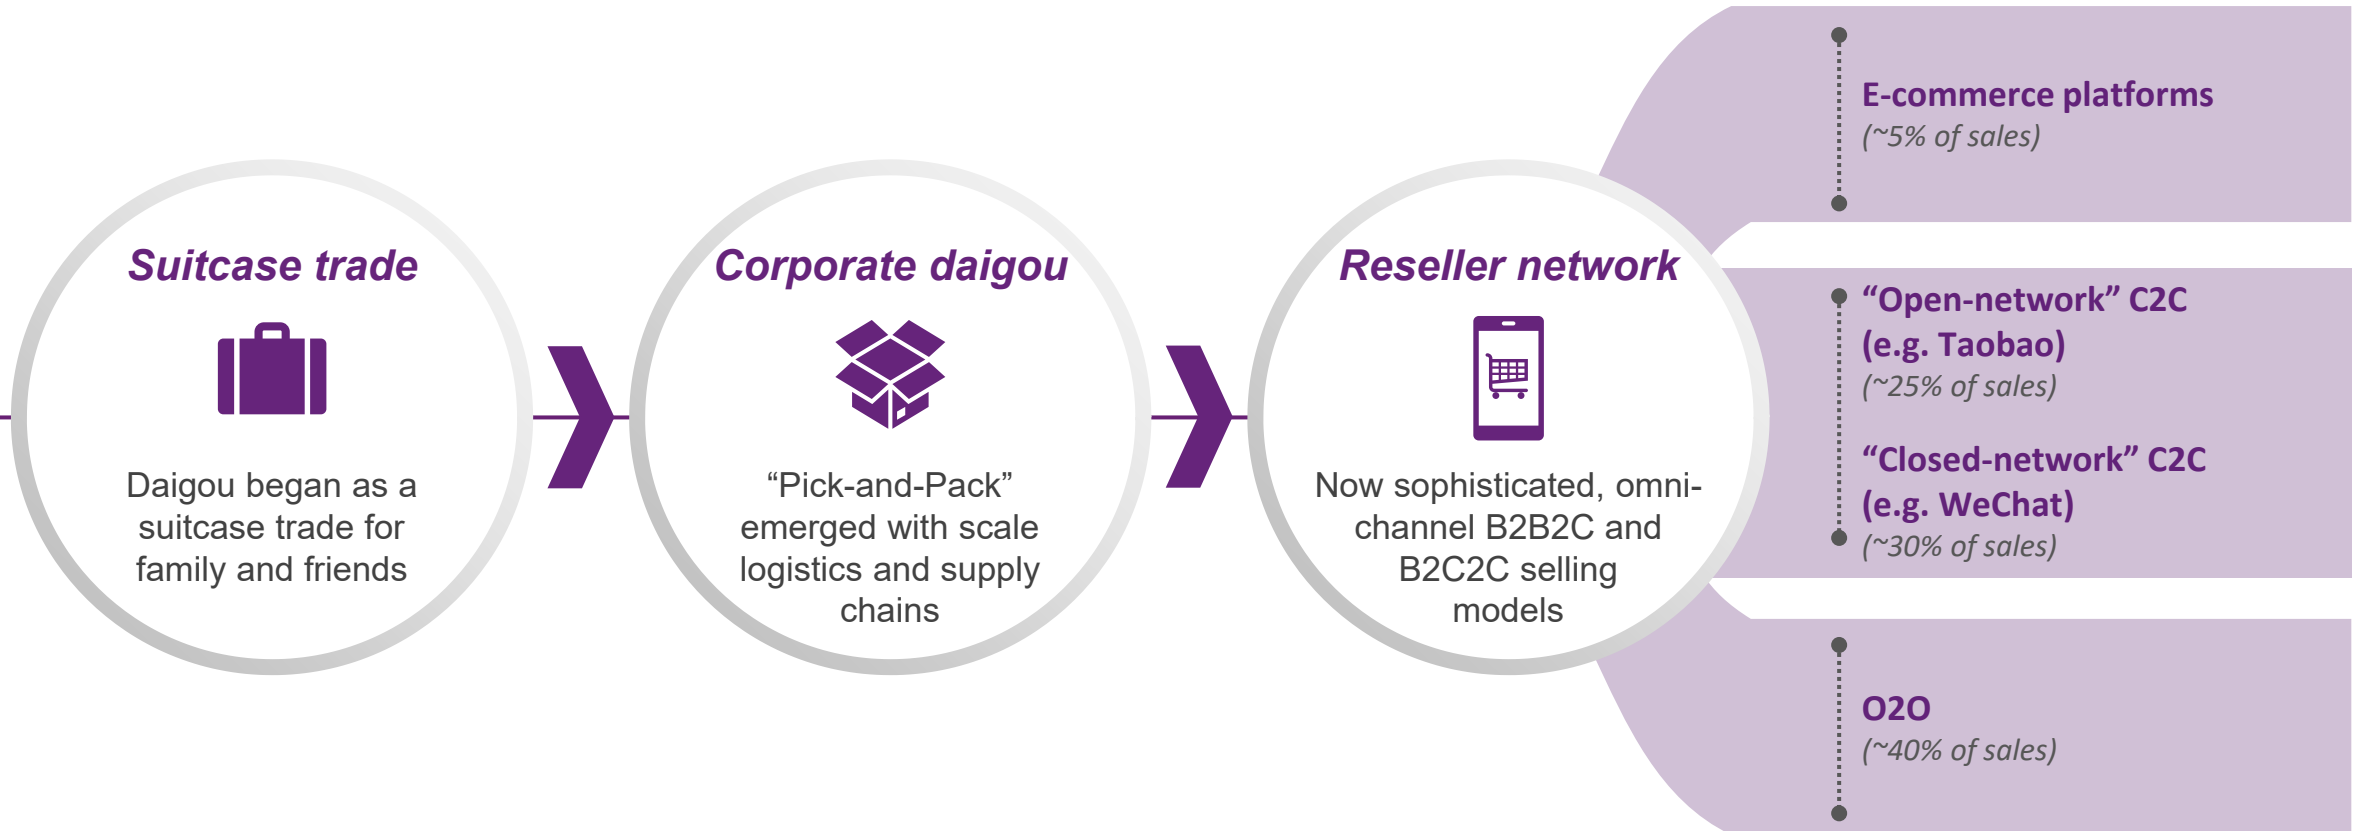 Suitcase trade
Daigou began as a
suitcase trade for
family and friends
Corporate daigou
“Pick-and-Pack”
emerged with scale
logistics and supply
chains
Reseller network
Now sophisticated, omni-
channel B2B2C and
B2C2C selling
models
E-commerce platforms
(~5% of sales)
“Open-network” C2C
(e.g. Taobao)
(~25% of sales)
“Closed-network” C2C
(e.g. WeChat)
(~30% of sales)
O2O
(~40% of sales)